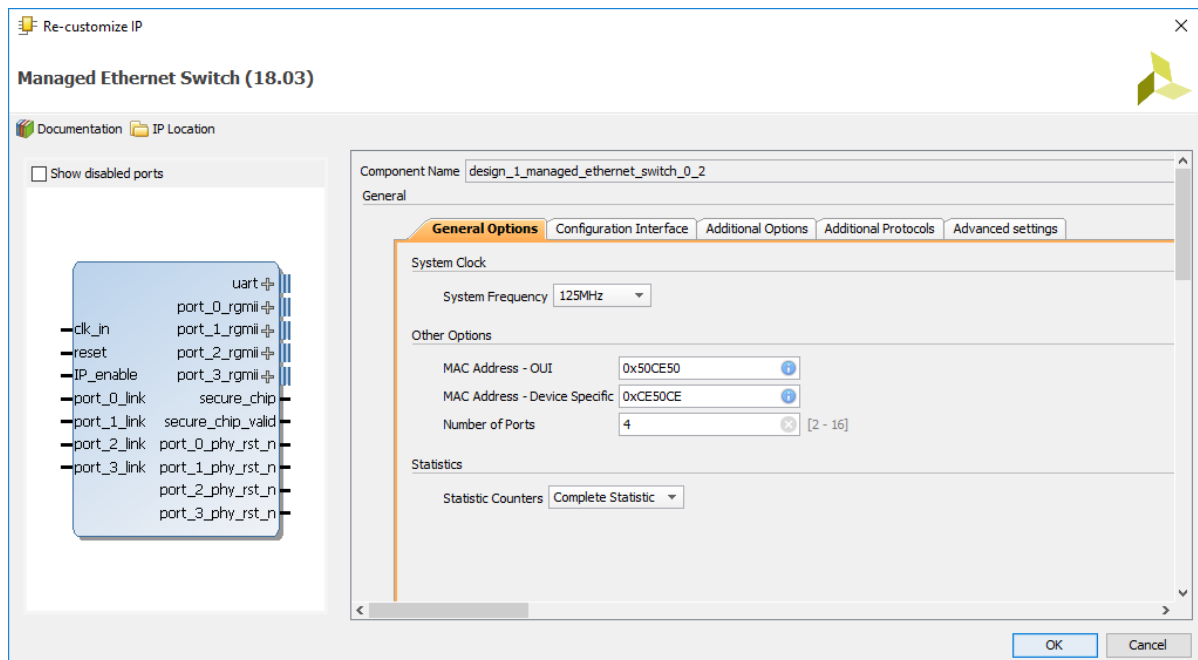 Re-customize IP
Managed Ethernet Switch (18.03)
Documentation IP Location
Show disabled ports
uart
port_0_rgmii
clk_in port_1_rgmii
reset port_2_rgmii
IP_enable port_3_rgmii
port_0_link secure_chip
port_1_link secure_chip_valid
port_2_link port_0_phy_rst_n
port_3_link port_1_phy_rst_n
port_2_phy_rst_n
port_3_phy_rst_n
Component Name design_1_managed_ethernet_switch_0_2
General
General Options Configuration Interface Additional Options Additional Protocols Advanced settings
System Clock
System Frequency 125MHz
Other Options
MAC Address - OUI 0x50CE50
MAC Address - Device Specific 0xCE50CE
Number of Ports 4 [2 - 16]
Statistics
Statistic Counters Complete Statistic
OK Cancel